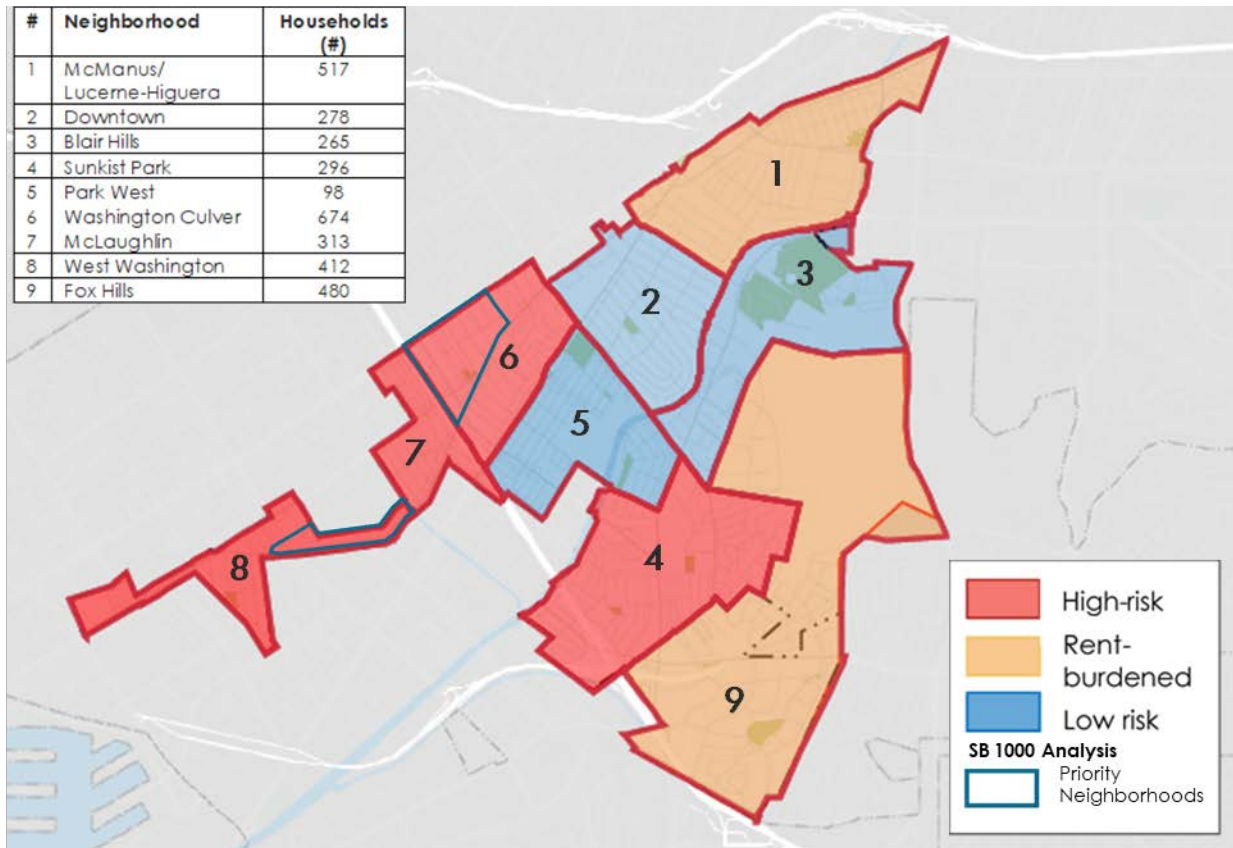 # Neighborhood Households
(#)
1 McManus/ 517
Lucerne-Higuera
2 Downtown 278
3 Blair Hills 265
4 Sunkist Park 296
5 Park West 98
6 Washington Culver 674
7 McLaughlin 313
8 West Washington 412
9 Fox Hills 480
1
3
2
6
5
7
4
8
9
High-risk
Rent-
burdened
Low risk
SB 1000 Analysis
Priority
Neighborhoods